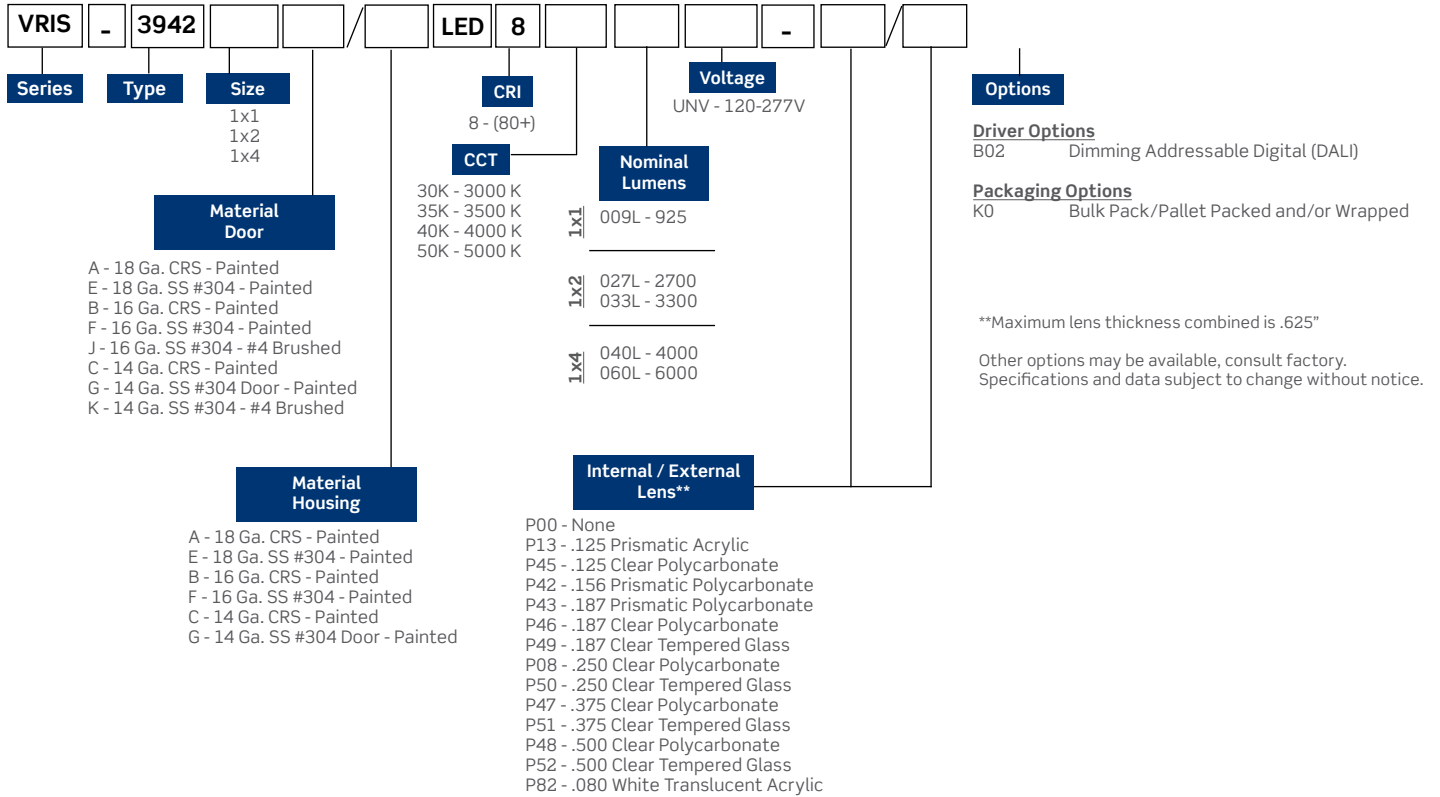 VRIS - 3942 / LED 8 - /
Series Type Size
1x1
1x2
1x4
CRI
8 - (80+)
Voltage
UNV - 120-277V
Options
Driver Options
B02 Dimming Addressable Digital (DALI)
Packaging Options
K0 Bulk Pack/Pallet Packed and/or Wrapped
CCT
30K - 3000 K
35K - 3500 K
40K - 4000 K
50K - 5000 K
Nominal
Lumens
1x1 009L - 925
1x2 027L - 2700
033L - 3300
1x4 040L - 4000
060L - 6000
Material
Door
A - 18 Ga. CRS - Painted
E - 18 Ga. SS #304 - Painted
B - 16 Ga. CRS - Painted
F - 16 Ga. SS #304 - Painted
J - 16 Ga. SS #304 - #4 Brushed
C - 14 Ga. CRS - Painted
G - 14 Ga. SS #304 Door - Painted
K - 14 Ga. SS #304 - #4 Brushed
**Maximum lens thickness combined is .625”
Other options may be available, consult factory.
Specifications and data subject to change without notice.
Material
Housing
A - 18 Ga. CRS - Painted
E - 18 Ga. SS #304 - Painted
B - 16 Ga. CRS - Painted
F - 16 Ga. SS #304 - Painted
C - 14 Ga. CRS - Painted
G - 14 Ga. SS #304 Door - Painted
Internal / External
Lens**
P00 - None
P13 - .125 Prismatic Acrylic
P45 - .125 Clear Polycarbonate
P42 - .156 Prismatic Polycarbonate
P43 - .187 Prismatic Polycarbonate
P46 - .187 Clear Polycarbonate
P49 - .187 Clear Tempered Glass
P08 - .250 Clear Polycarbonate
P50 - .250 Clear Tempered Glass
P47 - .375 Clear Polycarbonate
P51 - .375 Clear Tempered Glass
P48 - .500 Clear Polycarbonate
P52 - .500 Clear Tempered Glass
P82 - .080 White Translucent Acrylic